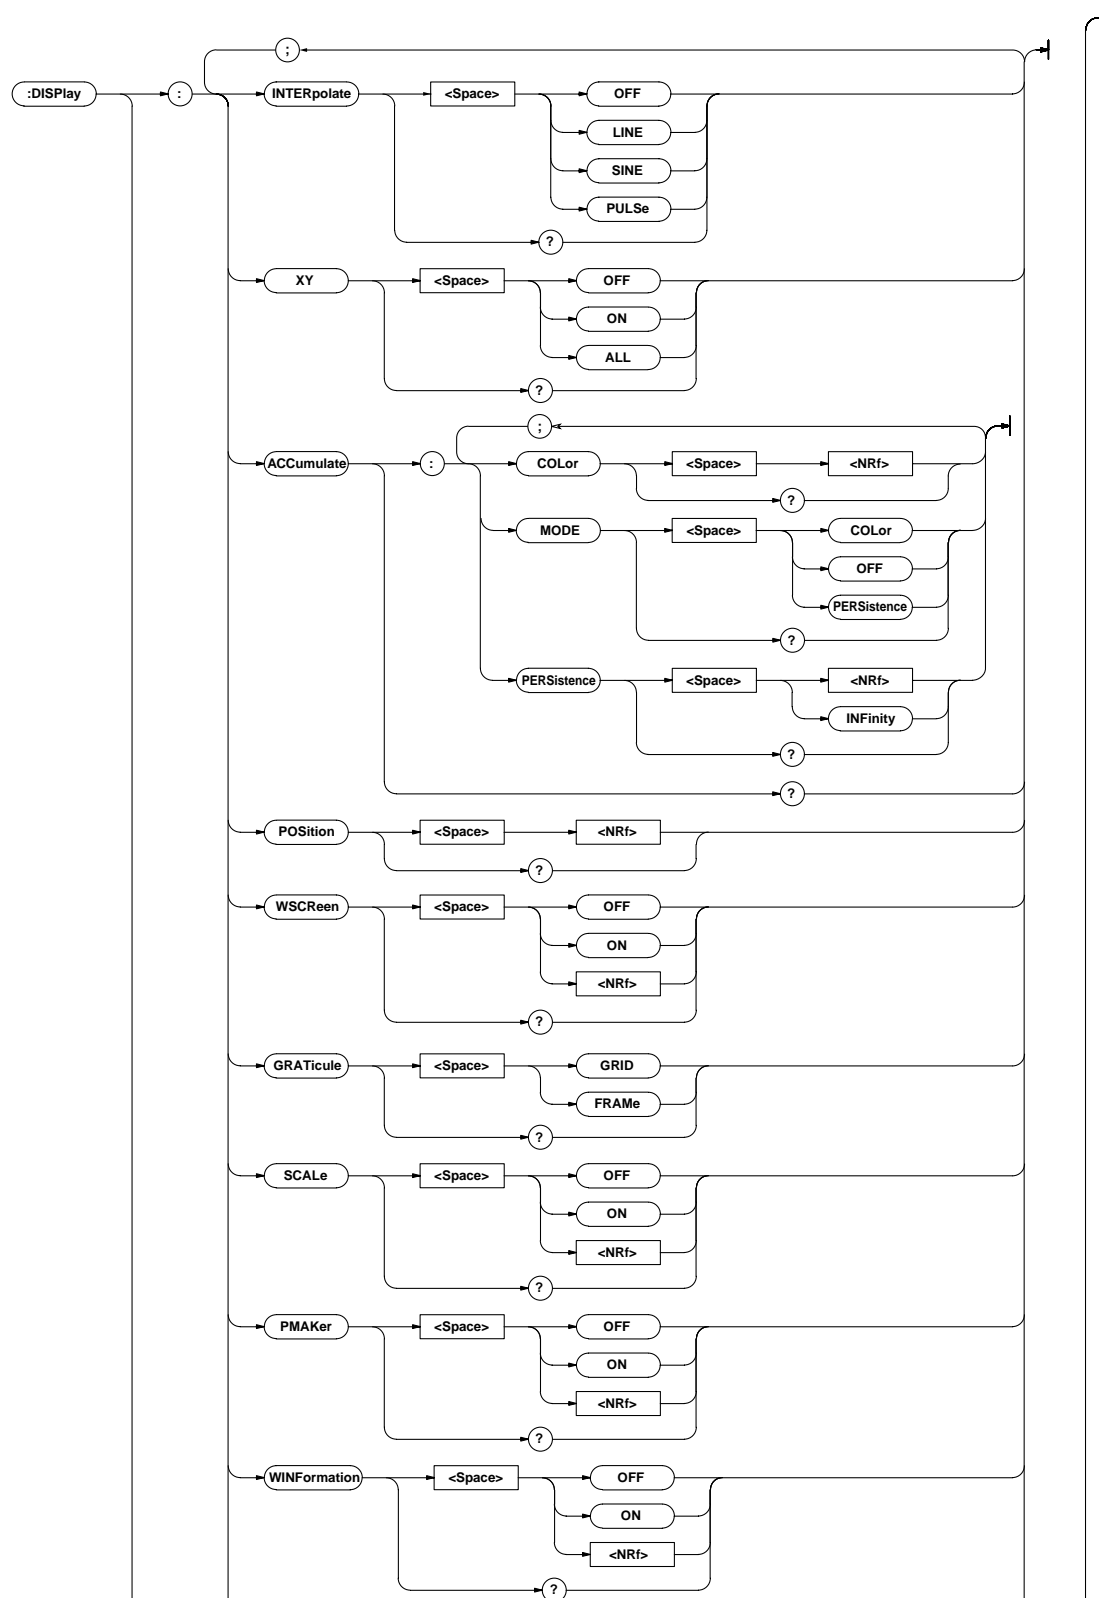 ;
:DISPlay : INTERpolate <Space> OFF
LINE
SINE
PULSe
?
XY <Space> OFF
ON
ALL
?
;
ACCumulate : COLor <Space> <NRf>
?
MODE <Space> COLor
OFF
PERSistence
?
PERSistence <Space> <NRf>
INFinity
?
?
POSition <Space> <NRf>
?
WSCReen <Space> OFF
ON
<NRf>
?
GRATicule <Space> GRID
FRAMe
?
SCALe <Space> OFF
ON
<NRf>
?
PMAKer <Space> OFF
ON
<NRf>
?
WINFormation <Space> OFF
ON
<NRf>
?